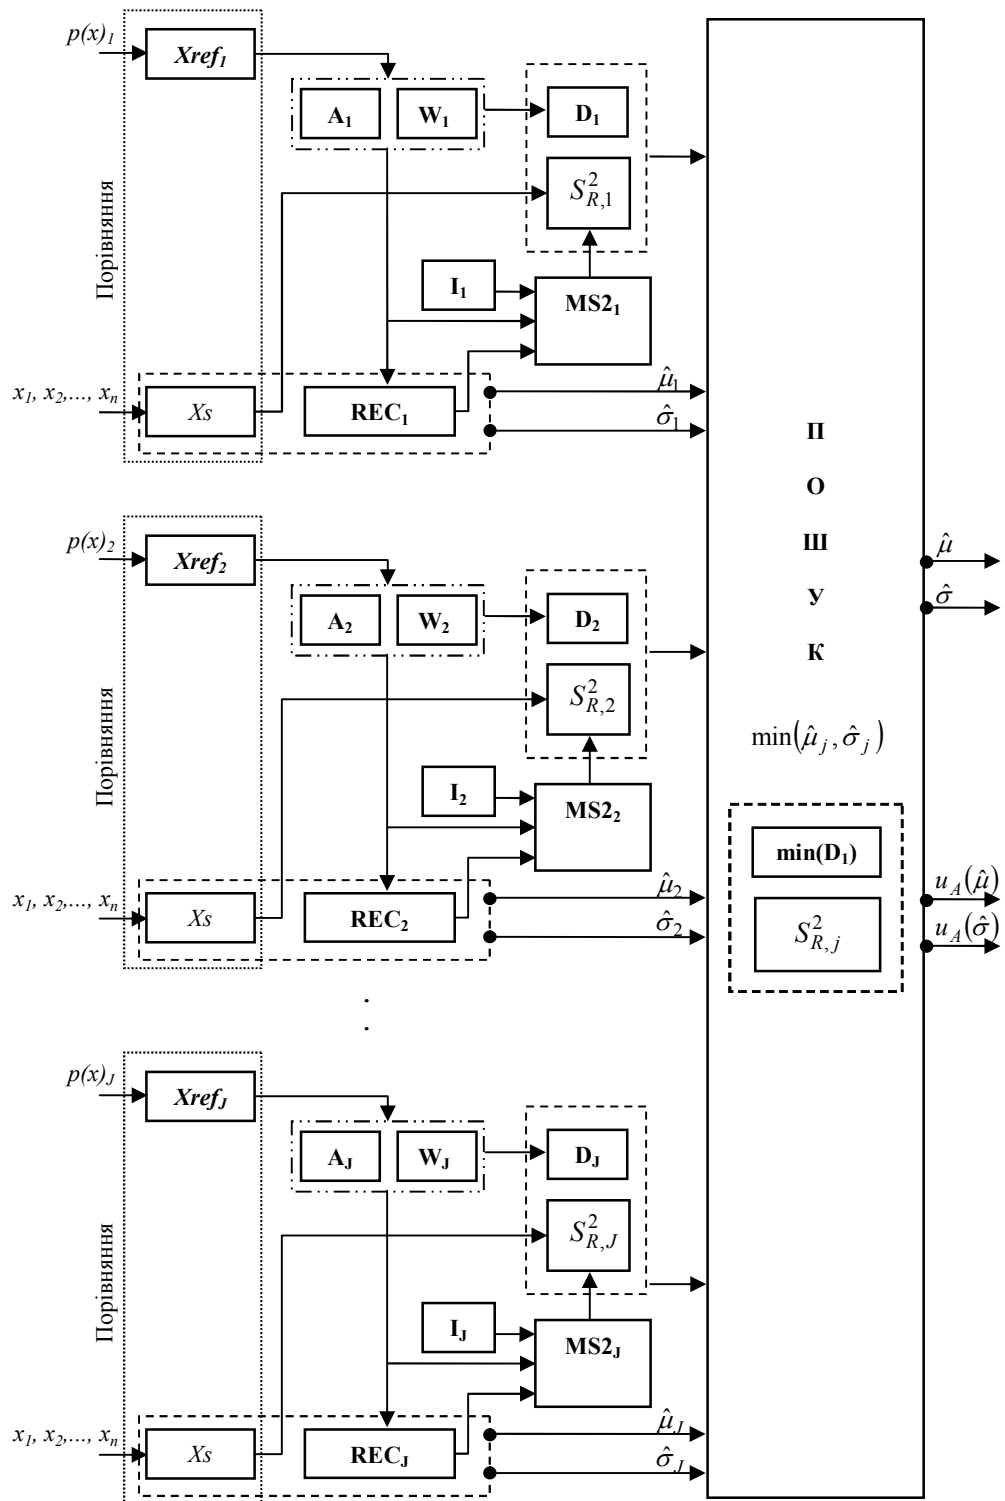 p(x)₁
Xref₁
A₁ W₁
D₁
S²R,1
Порівняння
I₁
MS2₁
x₁, x₂,..., xₙ
Xs
REC₁
μ̂₁
σ̂₁
p(x)₂
Xref₂
A₂ W₂
D₂
S²R,2
Порівняння
I₂
MS2₂
x₁, x₂,..., xₙ
Xs
REC₂
μ̂₂
σ̂₂
.
.
p(x)J
XrefJ
AJ WJ
DJ
S²R,J
Порівняння
IJ
MS2J
x₁, x₂,..., xₙ
Xs
RECJ
μ̂J
σ̂J
П
О
Ш
У
К
min(μ̂j, σ̂j)
min(D₁)
S²R,j
μ̂
σ̂
uA(μ̂)
uA(σ̂)